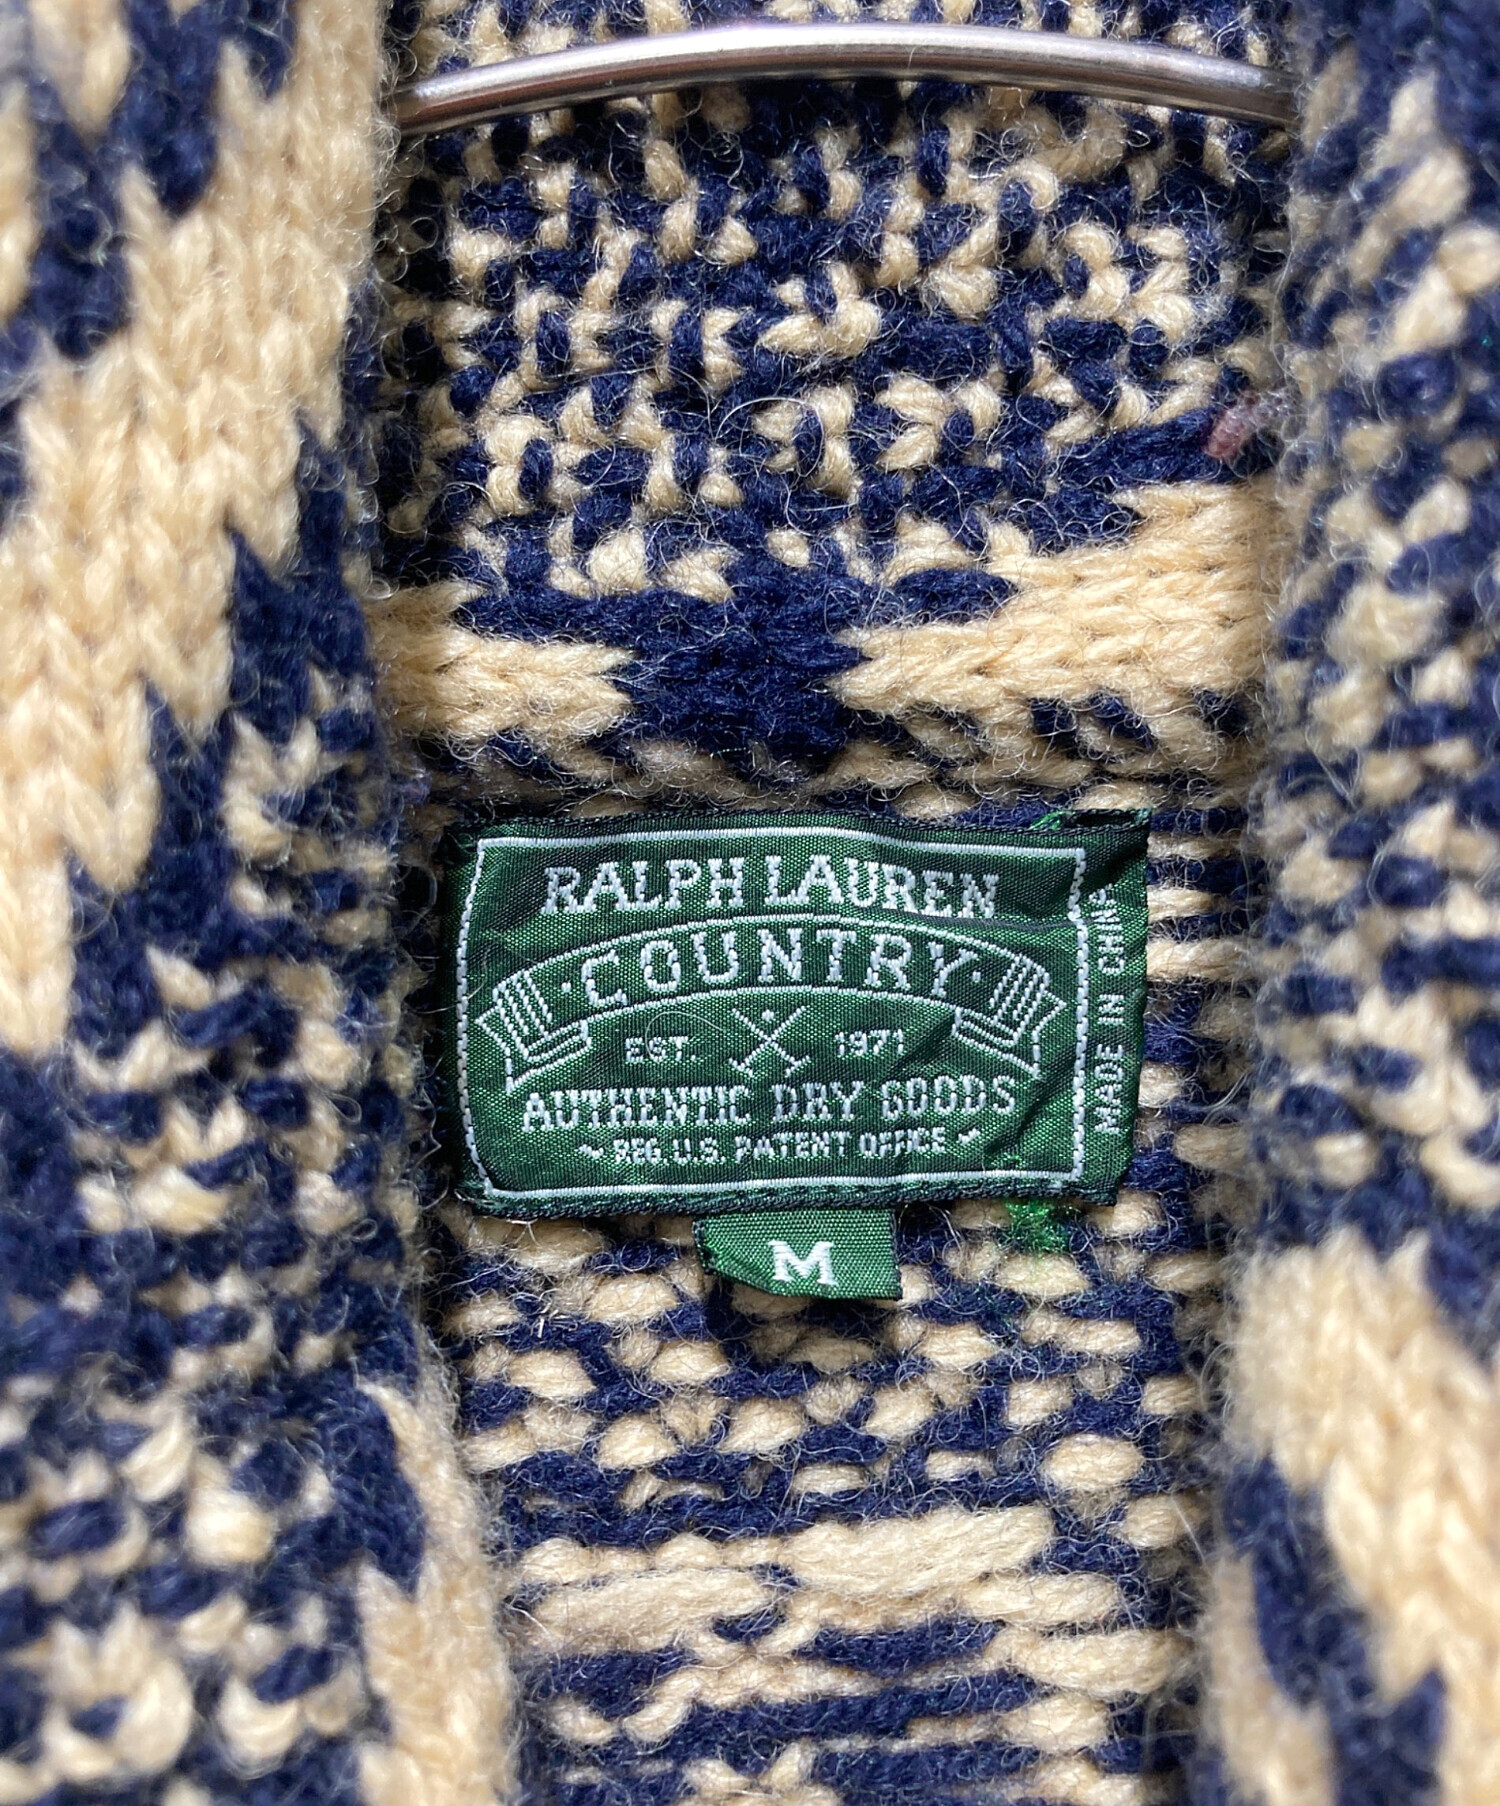 RALPH LAUREN
·COUNTRY·
EST. 1971
AUTHENTIC DRY GOODS
~ REG. U.S. PATENT OFFICE ~
MADE IN CHINA
M